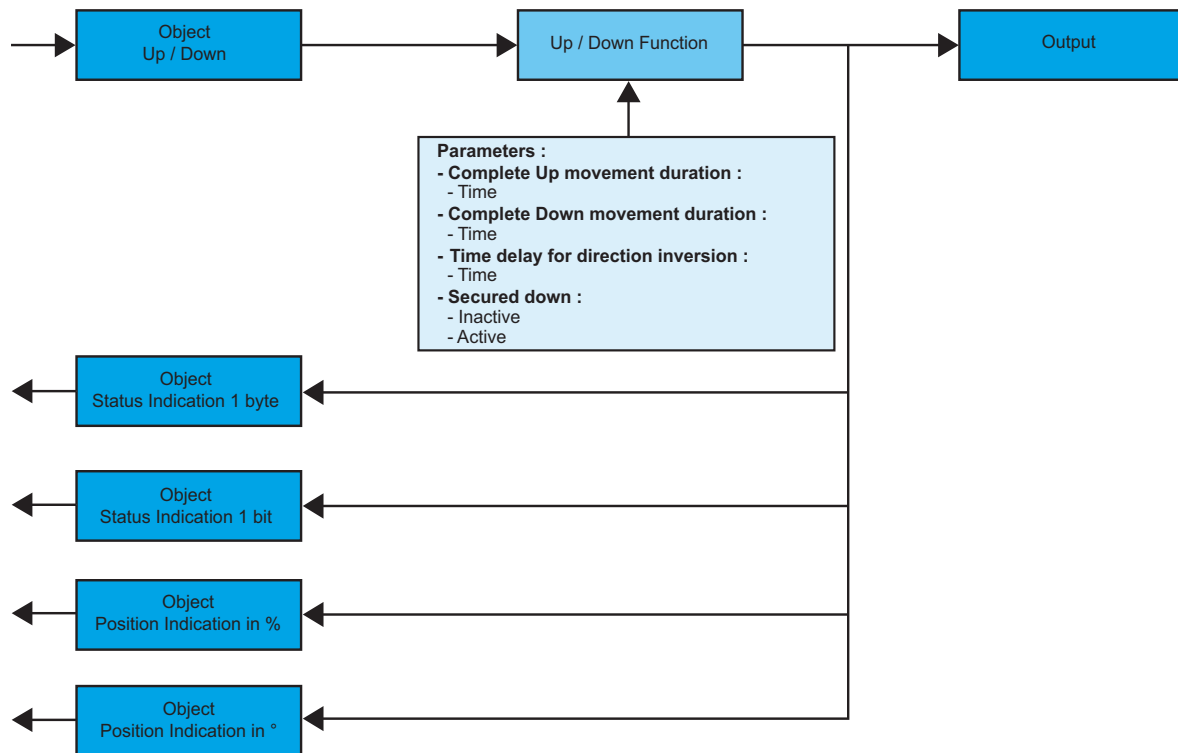 Object
Up / Down
Up / Down Function
Output
Parameters :
- Complete Up movement duration :
- Time
- Complete Down movement duration :
- Time
- Time delay for direction inversion :
- Time
- Secured down :
- Inactive
- Active
Object
Status Indication 1 byte
Object
Status Indication 1 bit
Object
Position Indication in %
Object
Position Indication in °